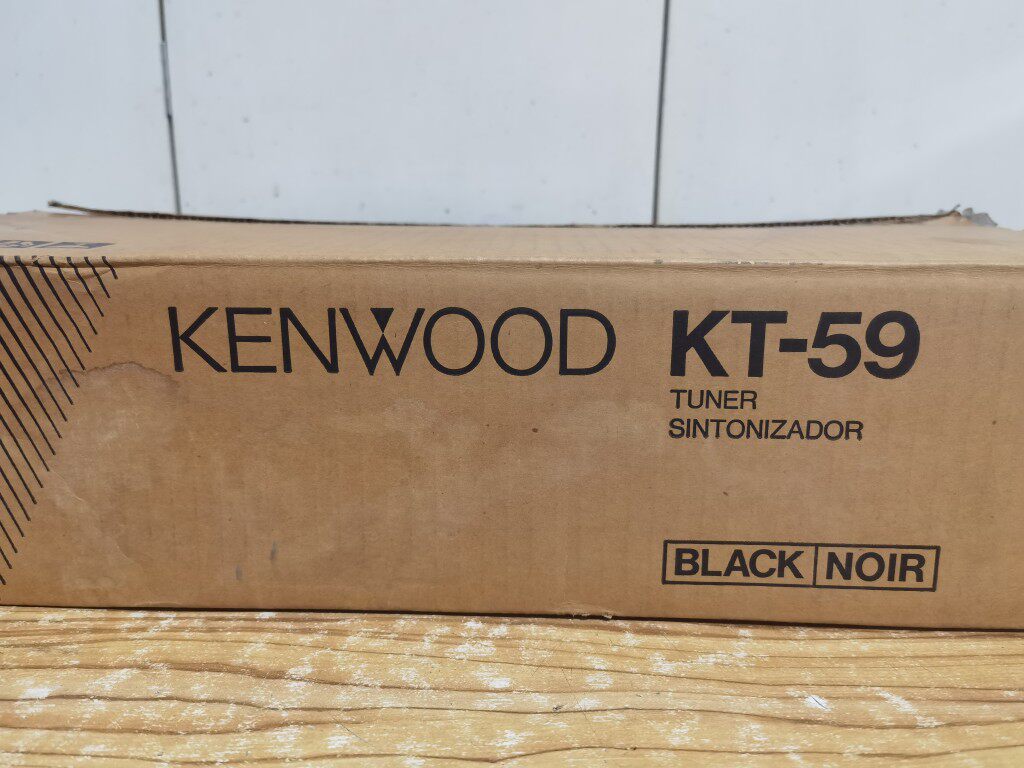 KENWOOD KT-59
TUNER
SINTONIZADOR
BLACK NOIR